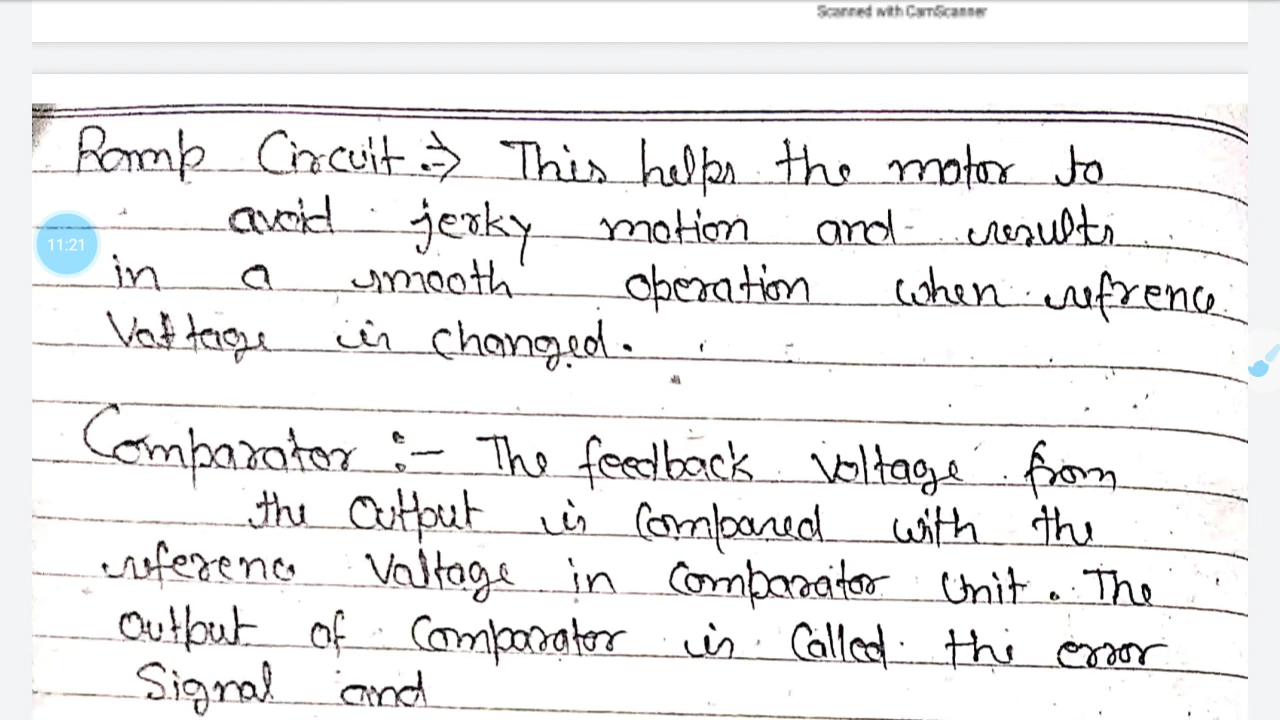 Scanned with CamScanner
Ramp Circuit :⇒ This helps the motor to
avoid jerky motion and results
11:21
in a smooth operation when refrence
Voltage is changed.
Comparator :- The feedback voltage from
the output is Compared with the
reference Voltage in Comparator Unit. The
Output of Comparator is Called the error
Signal and